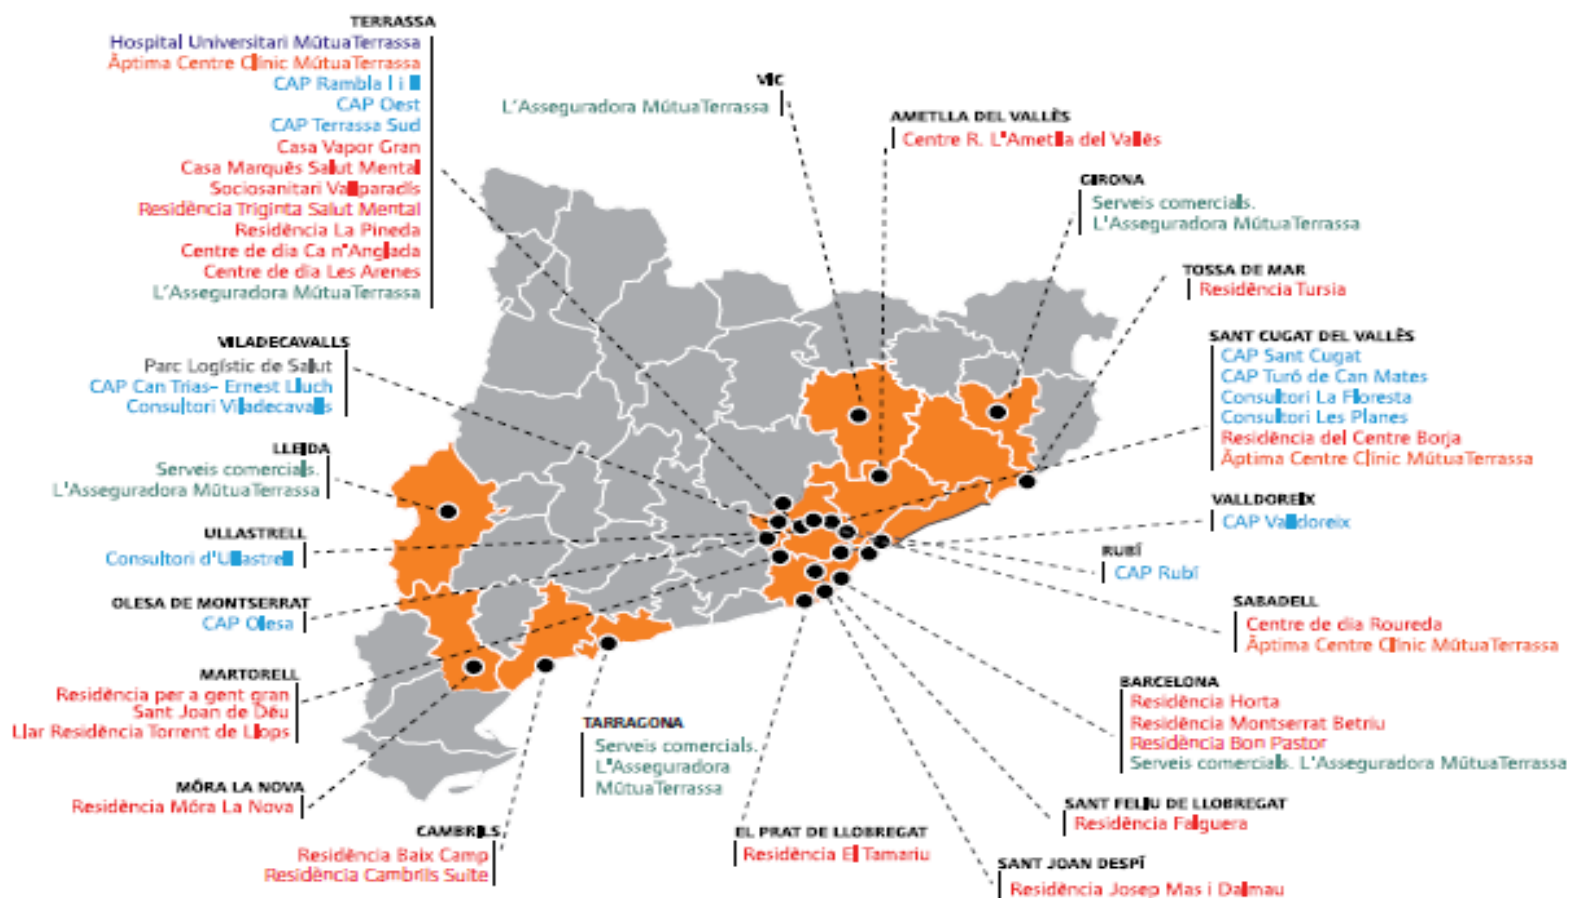 TERRASSA
Hospital Universitari MútuaTerrassa
Àptima Centre Clínic MútuaTerrassa
CAP Rambla I i II
CAP Oest
CAP Terrassa Sud
Casa Vapor Gran
Casa Marquès Salut Mental
Sociosanitari Vallparadís
Residència Triginta Salut Mental
Residència La Pineda
Centre de dia Ca n'Anglada
Centre de dia Les Arenes
L'Asseguradora MútuaTerrassa
VILADECAVALLS
Parc Logístic de Salut
CAP Can Trias- Ernest Lluch
Consultori Viladecavalls
LLEIDA
Serveis comercials.
L'Asseguradora MútuaTerrassa
ULLASTRELL
Consultori d'Ullastrell
OLESA DE MONTSERRAT
CAP Olesa
MARTORELL
Residència per a gent gran
Sant Joan de Déu
Llar Residència Torrent de Llops
MÓRA LA NOVA
Residència Móra La Nova
CAMBRILS
Residència Baix Camp
Residència Cambrils Suite
TARRAGONA
Serveis comercials.
L'Asseguradora
MútuaTerrassa
VIC
L'Asseguradora MútuaTerrassa
AMETLLA DEL VALLÈS
Centre R. L'Ametlla del Vallès
GIRONA
Serveis comercials.
L'Asseguradora MútuaTerrassa
TOSSA DE MAR
Residència Tursia
SANT CUGAT DEL VALLÈS
CAP Sant Cugat
CAP Turó de Can Mates
Consultori La Floresta
Consultori Les Planes
Residència del Centre Borja
Àptima Centre Clínic MútuaTerrassa
VALLDOREIX
CAP Valldoreix
RUBÍ
CAP Rubí
SABADELL
Centre de dia Roureda
Àptima Centre Clínic MútuaTerrassa
BARCELONA
Residència Horta
Residència Montserrat Betriu
Residència Bon Pastor
Serveis comercials. L'Asseguradora MútuaTerrassa
SANT FELIU DE LLOBREGAT
Residència Falguera
EL PRAT DE LLOBREGAT
Residència El Tamariu
SANT JOAN DESPÍ
Residència Josep Mas i Dalmau